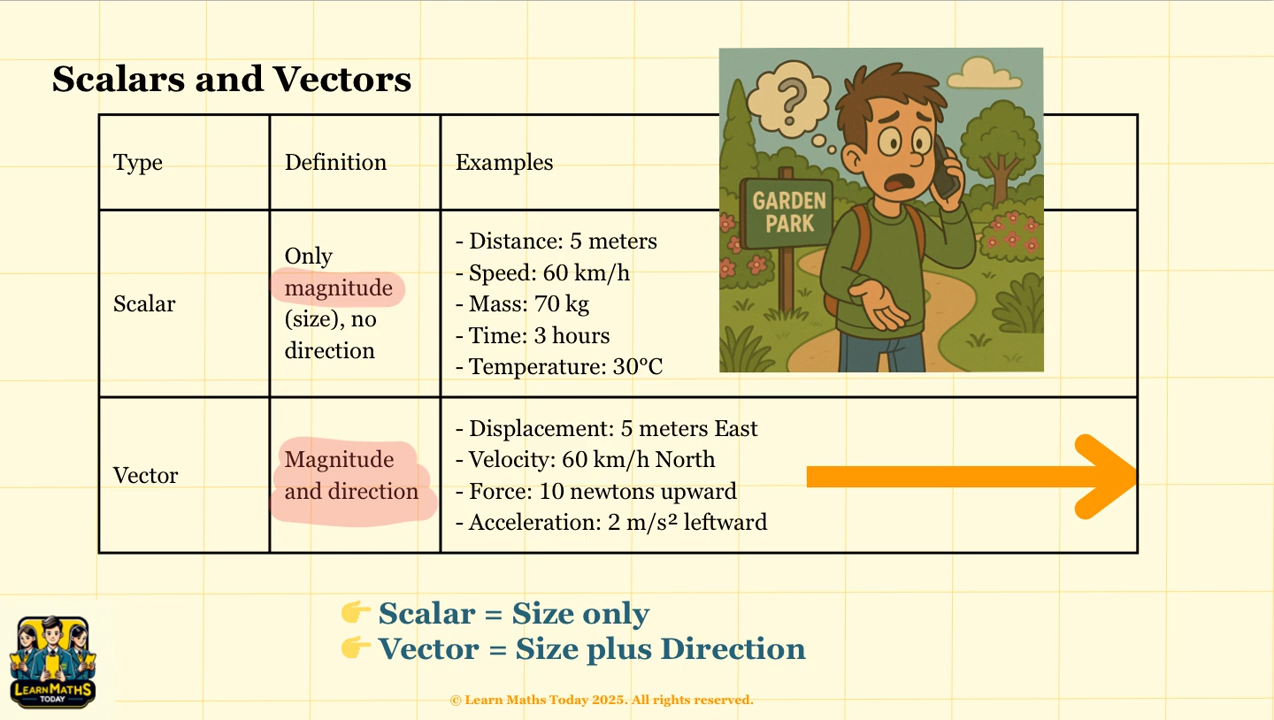 Scalars and Vectors
Type
Definition
Examples
?
GARDEN
PARK
Scalar
Only
magnitude
(size), no
direction
- Distance: 5 meters
- Speed: 60 km/h
- Mass: 70 kg
- Time: 3 hours
- Temperature: 30°C
Vector
Magnitude
and direction
- Displacement: 5 meters East
- Velocity: 60 km/h North
- Force: 10 newtons upward
- Acceleration: 2 m/s² leftward
👉 Scalar = Size only
👉 Vector = Size plus Direction
LEARN MATHS
TODAY
© Learn Maths Today 2025. All rights reserved.